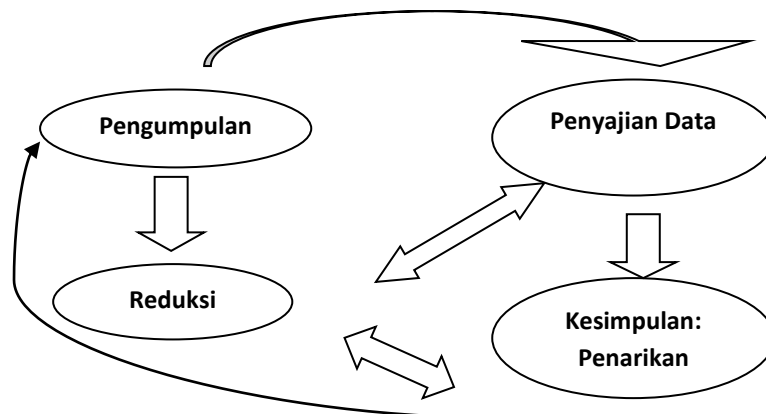 Pengumpulan
Penyajian Data
Reduksi
Kesimpulan:
Penarikan